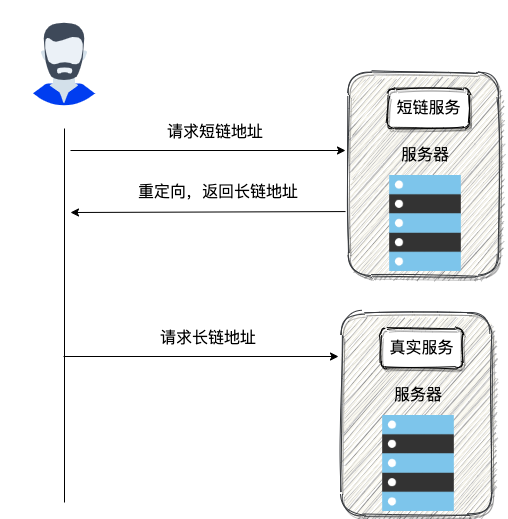 短链服务
请求短链地址
服务器
重定向，返回长链地址
请求长链地址
真实服务
服务器